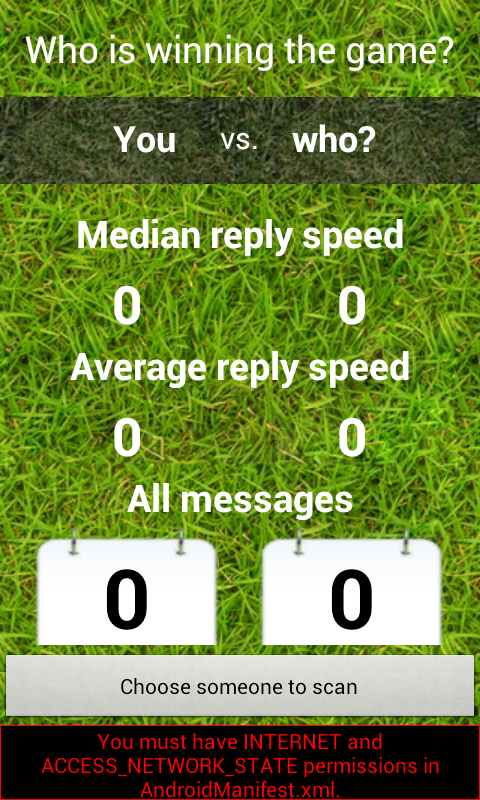 Who is winning the game?
You vs. who?
Median reply speed
0 0
Average reply speed
0 0
All messages
0 0
Choose someone to scan
You must have INTERNET and
ACCESS_NETWORK_STATE permissions in
AndroidManifest.xml.